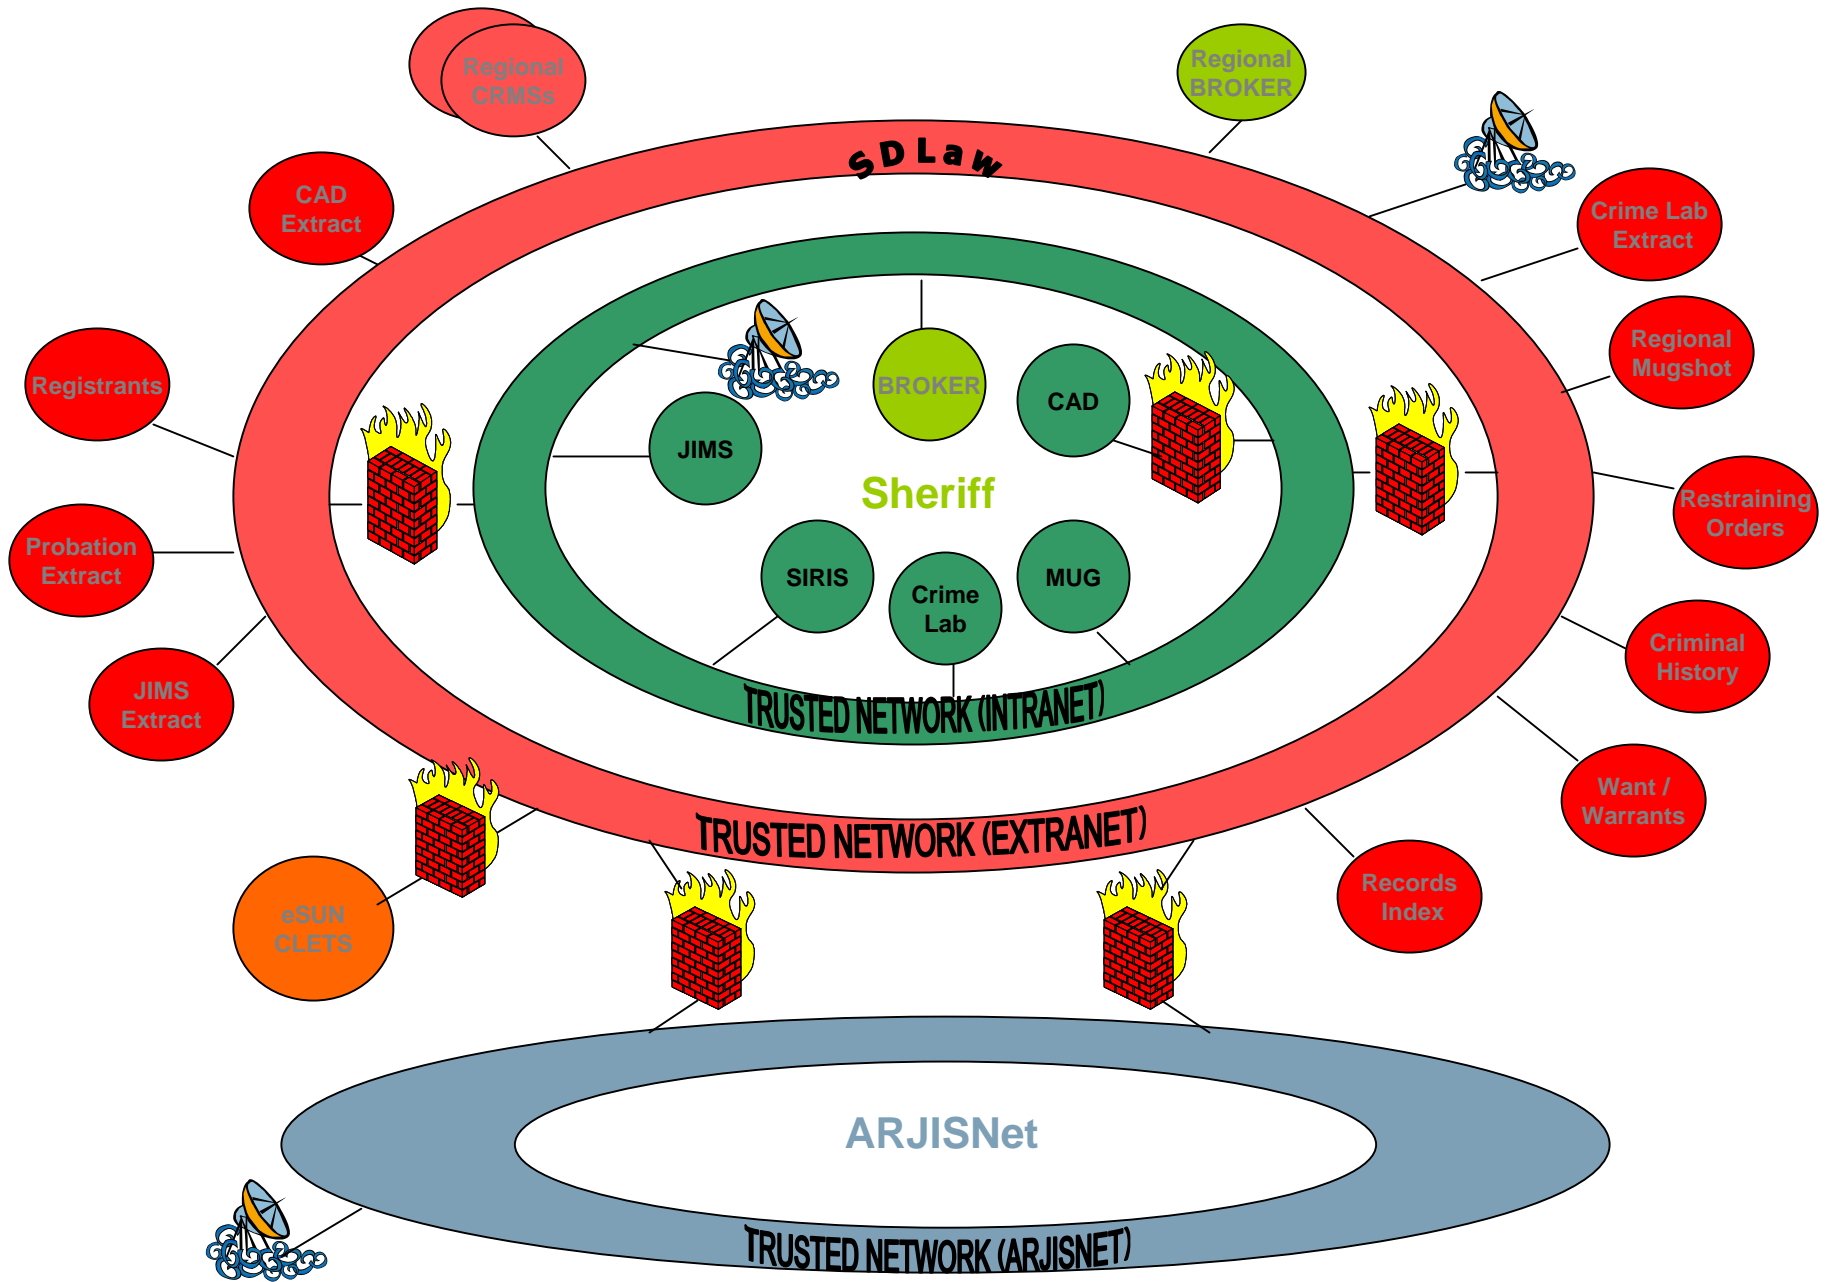 Regional
CRMSs
Regional
BROKER
SDLaw
CAD
Extract
Crime Lab
Extract
Regional
Mugshot
Registrants
BROKER
CAD
JIMS
Sheriff
Restraining
Orders
Probation
Extract
SIRIS
Crime
Lab
MUG
Criminal
History
JIMS
Extract
TRUSTED NETWORK (INTRANET)
Want /
Warrants
TRUSTED NETWORK (EXTRANET)
Records
Index
eSUN
CLETS
ARJISNet
TRUSTED NETWORK (ARJISNET)